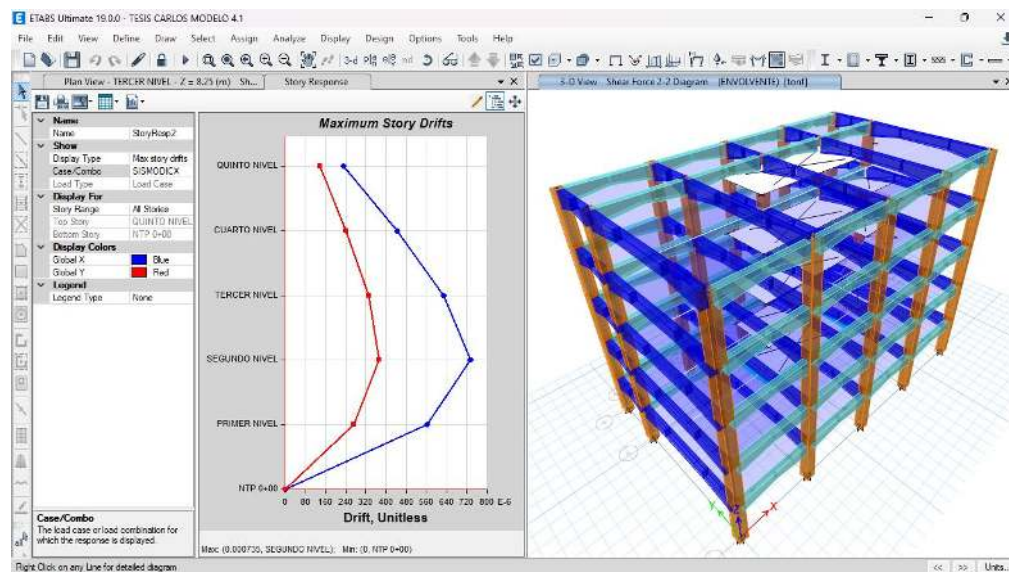 ETABS Ultimate 19.0.0 - TESIS CARLOS MODELO 4.1
File Edit View Define Draw Select Assign Analyze Display Design Options Tools Help
Plan View - TERCER NIVEL - Z = 8.25 (m) Sh...
Story Response
3-D View Shear Force 2-2 Diagram (ENVOLVENTE) [tonf]
Name
Name StoryResp2
Show
Display Type Max story drifts
Case/Combo SISMODICX
Load Type Load Case
Display For
Story Range All Stories
Top Story QUINTO NIVEL
Bottom Story NTP 0+00
Display Colors
Global X Blue
Global Y Red
Legend
Legend Type None
Case/Combo
The load case or load combination for
which the response is displayed.
Maximum Story Drifts
QUINTO NIVEL
CUARTO NIVEL
TERCER NIVEL
SEGUNDO NIVEL
PRIMER NIVEL
NTP 0+00
0 80 160 240 320 400 480 560 640 720 800 E-6
Drift, Unitless
Max: (0.000735, SEGUNDO NIVEL); Min: (0, NTP 0+00)
Y Z X
Right Click on any Line for detailed diagram
<< >> Units...